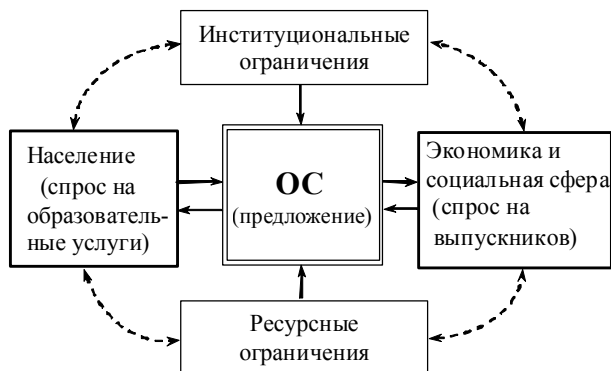 Институциональные
ограничения
Население
(спрос на
образователь-
ные услуги)
ОС
(предложение)
Экономика и
социальная сфера
(спрос на
выпускников)
Ресурсные
ограничения